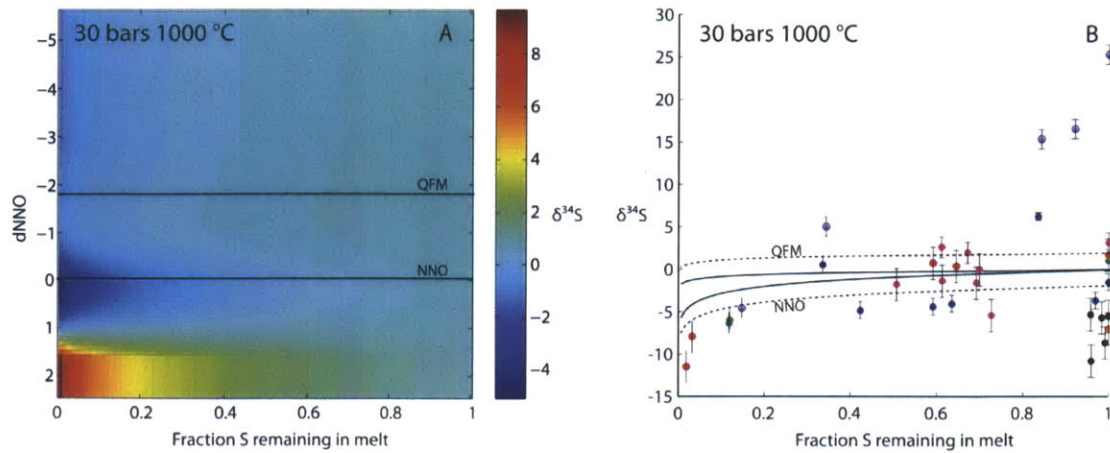 30 bars 1000 °C
A
-5
-4
-3
-2
-1
0
1
2
dNNO
QFM
NNO
0
0.2
0.4
0.6
0.8
1
Fraction S remaining in melt
8
6
4
2
0
-2
-4
δ³⁴S
30 bars 1000 °C
B
30
25
20
15
10
5
0
-5
-10
-15
δ³⁴S
QFM
NNO
0
0.2
0.4
0.6
0.8
1
Fraction S remaining in melt